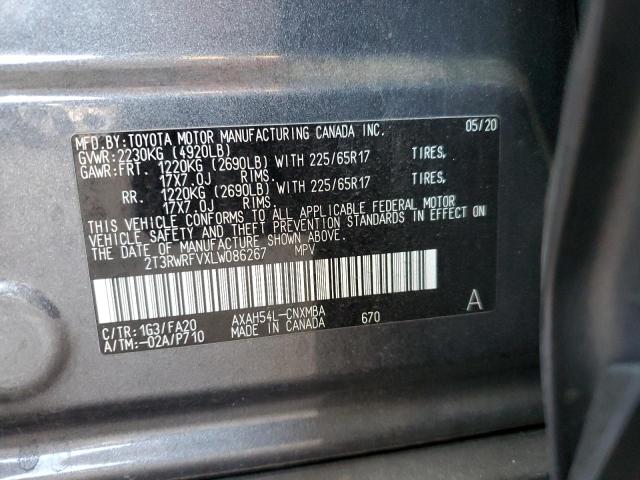 MFD.BY:TOYOTA MOTOR MANUFACTURING CANADA INC. 05/20
GVWR:2230KG (4920LB)
GAWR:FRT. 1220KG (2690LB) WITH 225/65R17 TIRES,
17X7.0J RIMS.
RR. 1220KG (2690LB) WITH 225/65R17 TIRES,
17X7.0J RIMS.
THIS VEHICLE CONFORMS TO ALL APPLICABLE FEDERAL MOTOR
VEHICLE SAFETY AND THEFT PREVENTION STANDARDS IN EFFECT ON
THE DATE OF MANUFACTURE SHOWN ABOVE.
2T3RWRFVXLW086267 MPV
C/TR:1G3/FA20 AXAH54L-CNXMBA 670 A
A/TM:-02A/P710 MADE IN CANADA